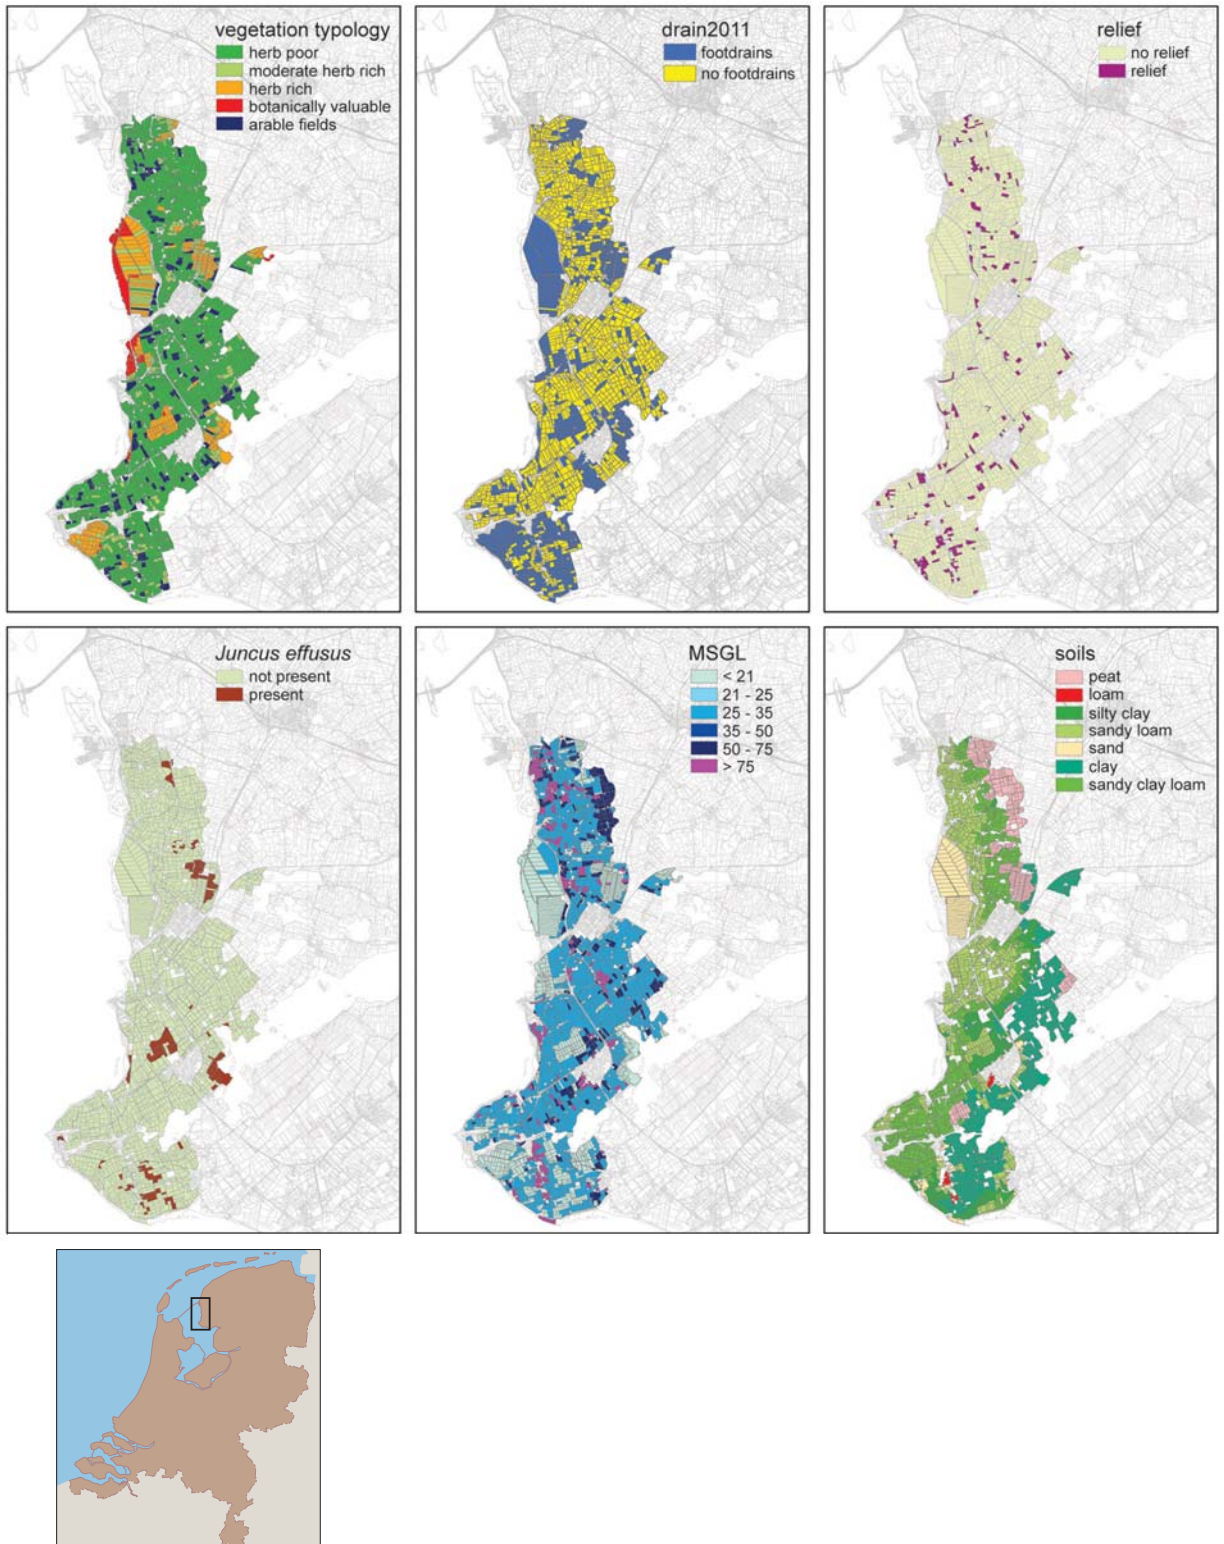 vegetation typology
herb poor
moderate herb rich
herb rich
botanically valuable
arable fields
drain2011
footdrains
no footdrains
relief
no relief
relief
Juncus effusus
not present
present
MSGL
< 21
21 - 25
25 - 35
35 - 50
50 - 75
> 75
soils
peat
loam
silty clay
sandy loam
sand
clay
sandy clay loam